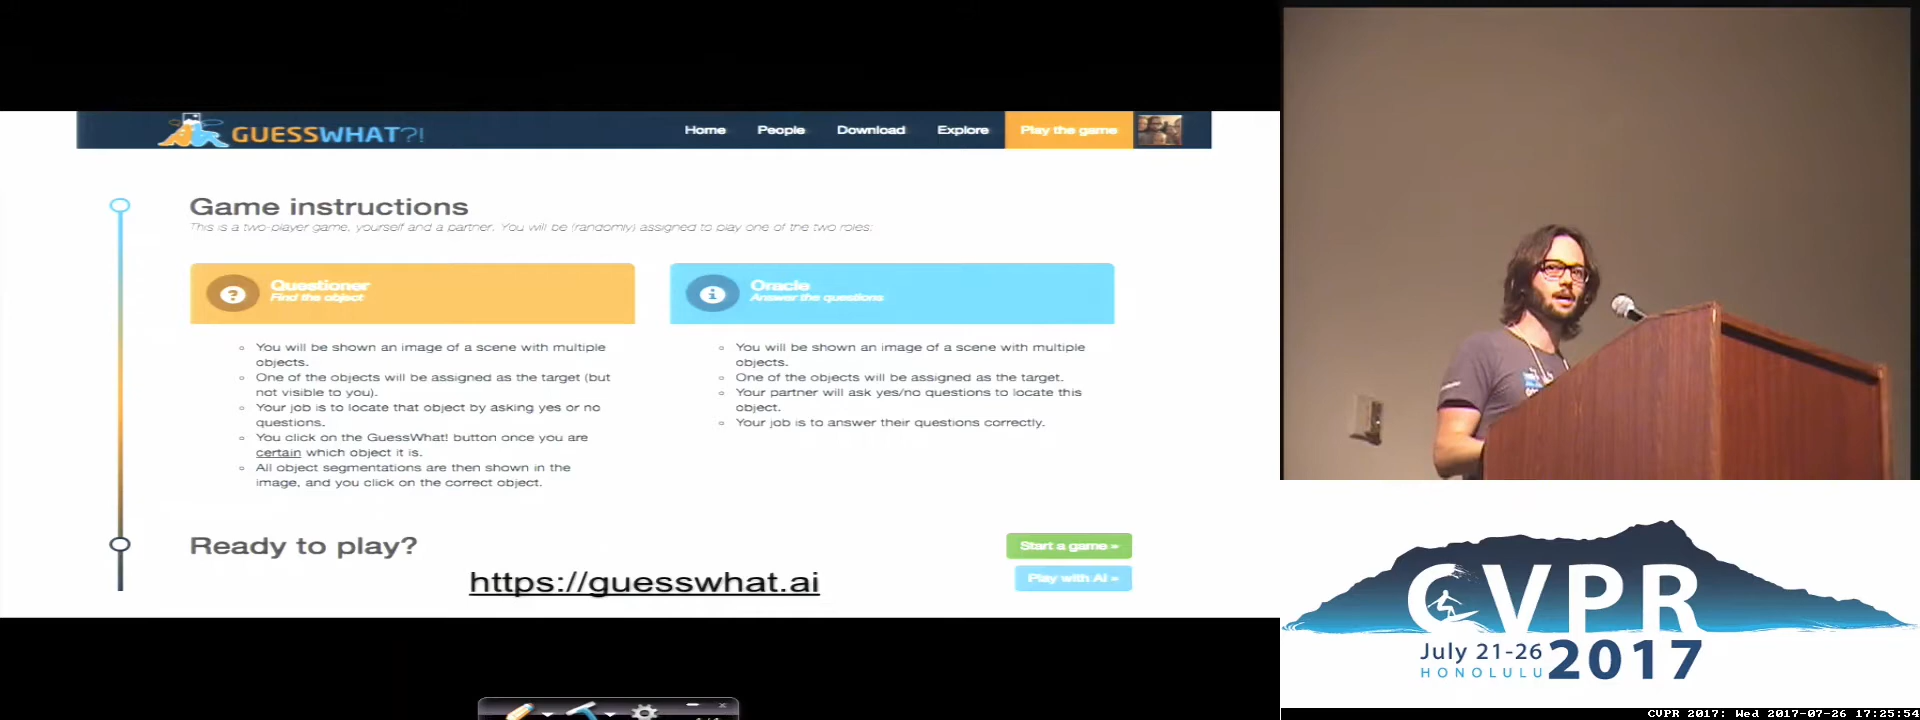 GUESSWHAT?!
Home People Download Explore Play the game
Game instructions
This is a two-player game, yourself and a partner. You will be (randomly) assigned to play one of the two roles:
Questioner
Find the object
You will be shown an image of a scene with multiple
objects.
One of the objects will be assigned as the target (but
not visible to you).
Your job is to locate that object by asking yes or no
questions.
You click on the GuessWhat! button once you are
certain which object it is.
All object segmentations are then shown in the
image, and you click on the correct object.
Oracle
Answer the questions
You will be shown an image of a scene with multiple
objects.
One of the objects will be assigned as the target.
Your partner will ask yes/no questions to locate this
object.
Your job is to answer their questions correctly.
Ready to play?
Start a game »
Play with AI »
https://guesswhat.ai
CVPR
July 21-26
HONOLULU
2017
CVPR 2017: Wed 2017-07-26 17:25:54